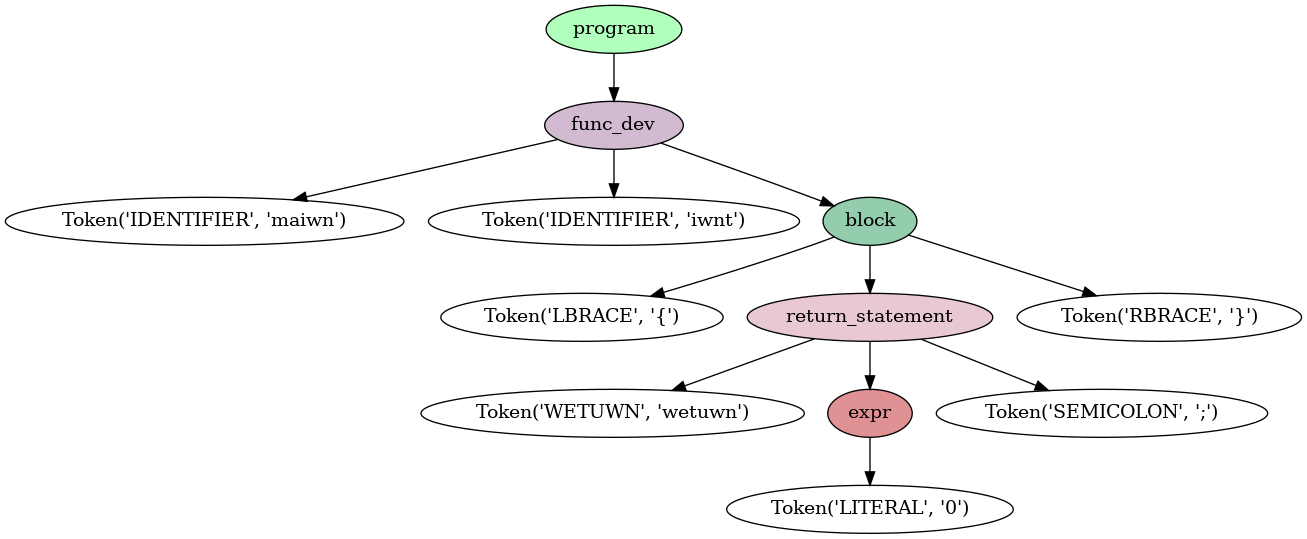 program
func_dev
Token('IDENTIFIER', 'maiwn')
Token('IDENTIFIER', 'iwnt')
block
Token('LBRACE', '{')
return_statement
Token('RBRACE', '}')
Token('WETUWN', 'wetuwn')
expr
Token('SEMICOLON', ';')
Token('LITERAL', '0')